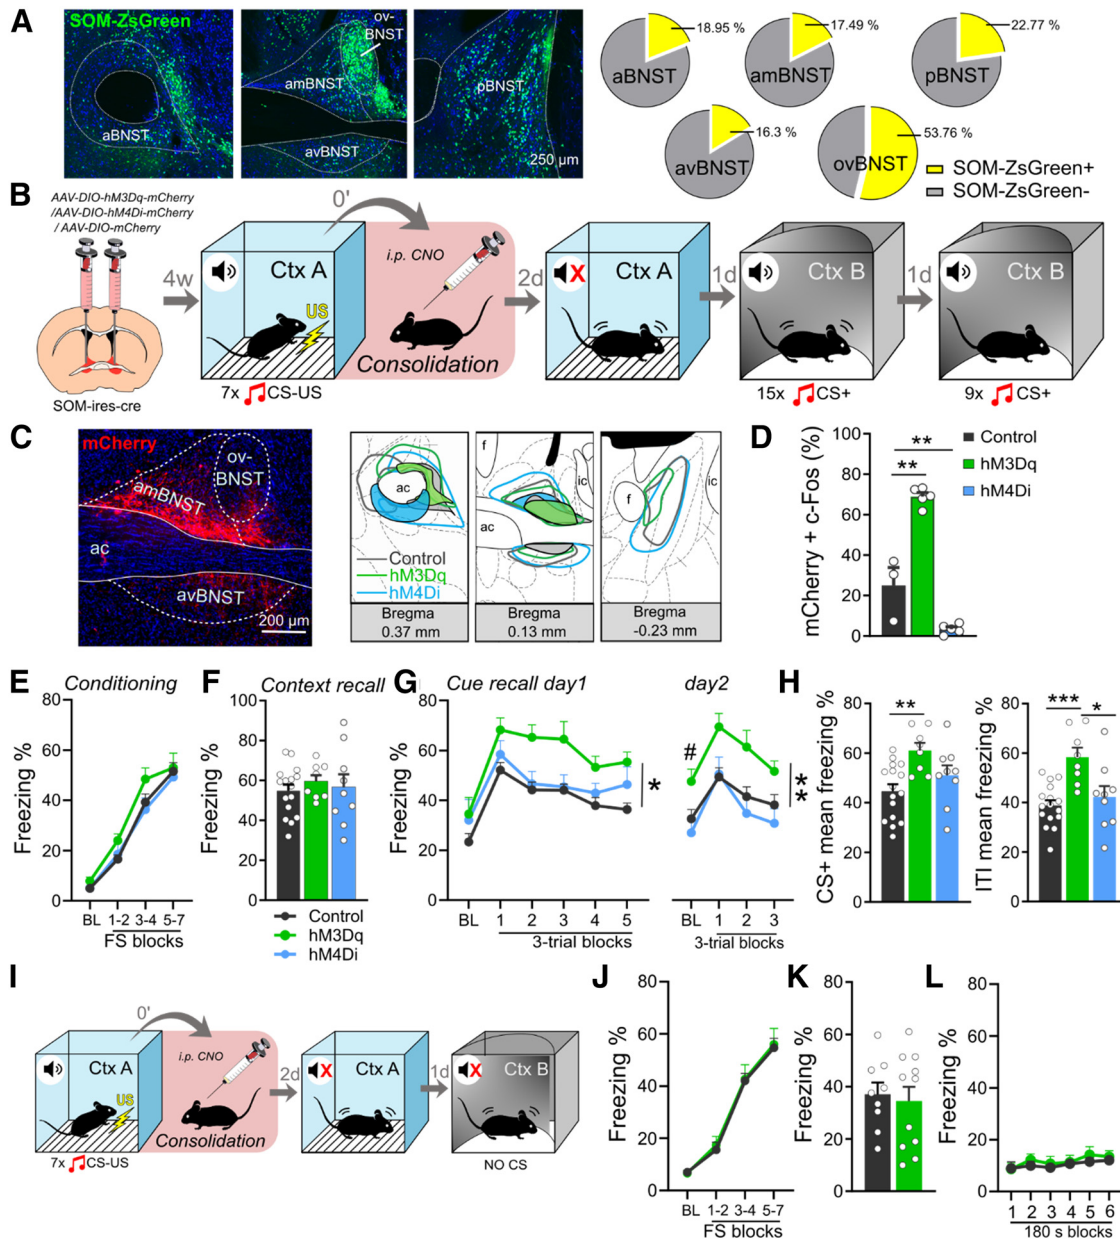 A
SOM-ZsGreen
ov-
BNST
amBNST
pBNST
aBNST
avBNST
250 µm
18.95 %
aBNST
17.49 %
amBNST
22.77 %
pBNST
16.3 %
avBNST
53.76 %
ovBNST
SOM-ZsGreen+
SOM-ZsGreen-
B
AAV-DIO-hM3Dq-mCherry
/AAV-DIO-hM4Di-mCherry
/ AAV-DIO-mCherry
SOM-ires-cre
4w
Ctx A
US
7x CS-US
0'
i.p. CNO
Consolidation
2d
X
Ctx A
1d
Ctx B
15x CS+
1d
Ctx B
9x CS+
C
mCherry
ov-
BNST
amBNST
ac
avBNST
200 µm
ac
Control
hM3Dq
hM4Di
Bregma
0.37 mm
f
ic
ac
Bregma
0.13 mm
f
ic
Bregma
-0.23 mm
D
mCherry + c-Fos (%)
100
80
60
40
20
0
**
**
Control
hM3Dq
hM4Di
E
Conditioning
Freezing %
80
60
40
20
0
BL 1-2 3-4 5-7
FS blocks
F
Context recall
Freezing %
100
80
60
40
20
0
Control
hM3Dq
hM4Di
G
Cue recall day1
Freezing %
80
60
40
20
0
BL 1 2 3 4 5
3-trial blocks
*
day2
#
BL 1 2 3
3-trial blocks
**
H
CS+ mean freezing %
80
60
40
20
0
**
ITI mean freezing %
80
60
40
20
0
***
*
I
Ctx A
US
7x CS-US
0'
i.p. CNO
Consolidation
2d
X
Ctx A
1d
X
Ctx B
NO CS
J
Freezing %
80
60
40
20
0
BL 1-2 3-4 5-7
FS blocks
K
Freezing %
80
60
40
20
0
L
Freezing %
80
60
40
20
0
1 2 3 4 5 6
180 s blocks